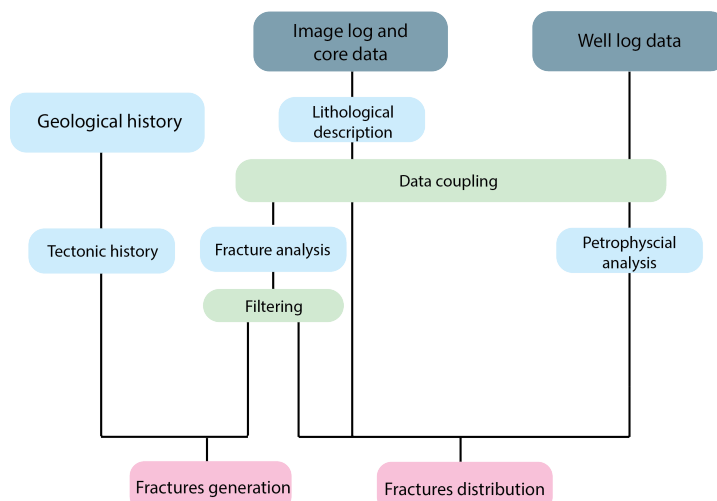 Image log and
core data
Well log data
Geological history
Lithological
description
Data coupling
Tectonic history
Fracture analysis
Petrophyscial
analysis
Filtering
Fractures generation
Fractures distribution